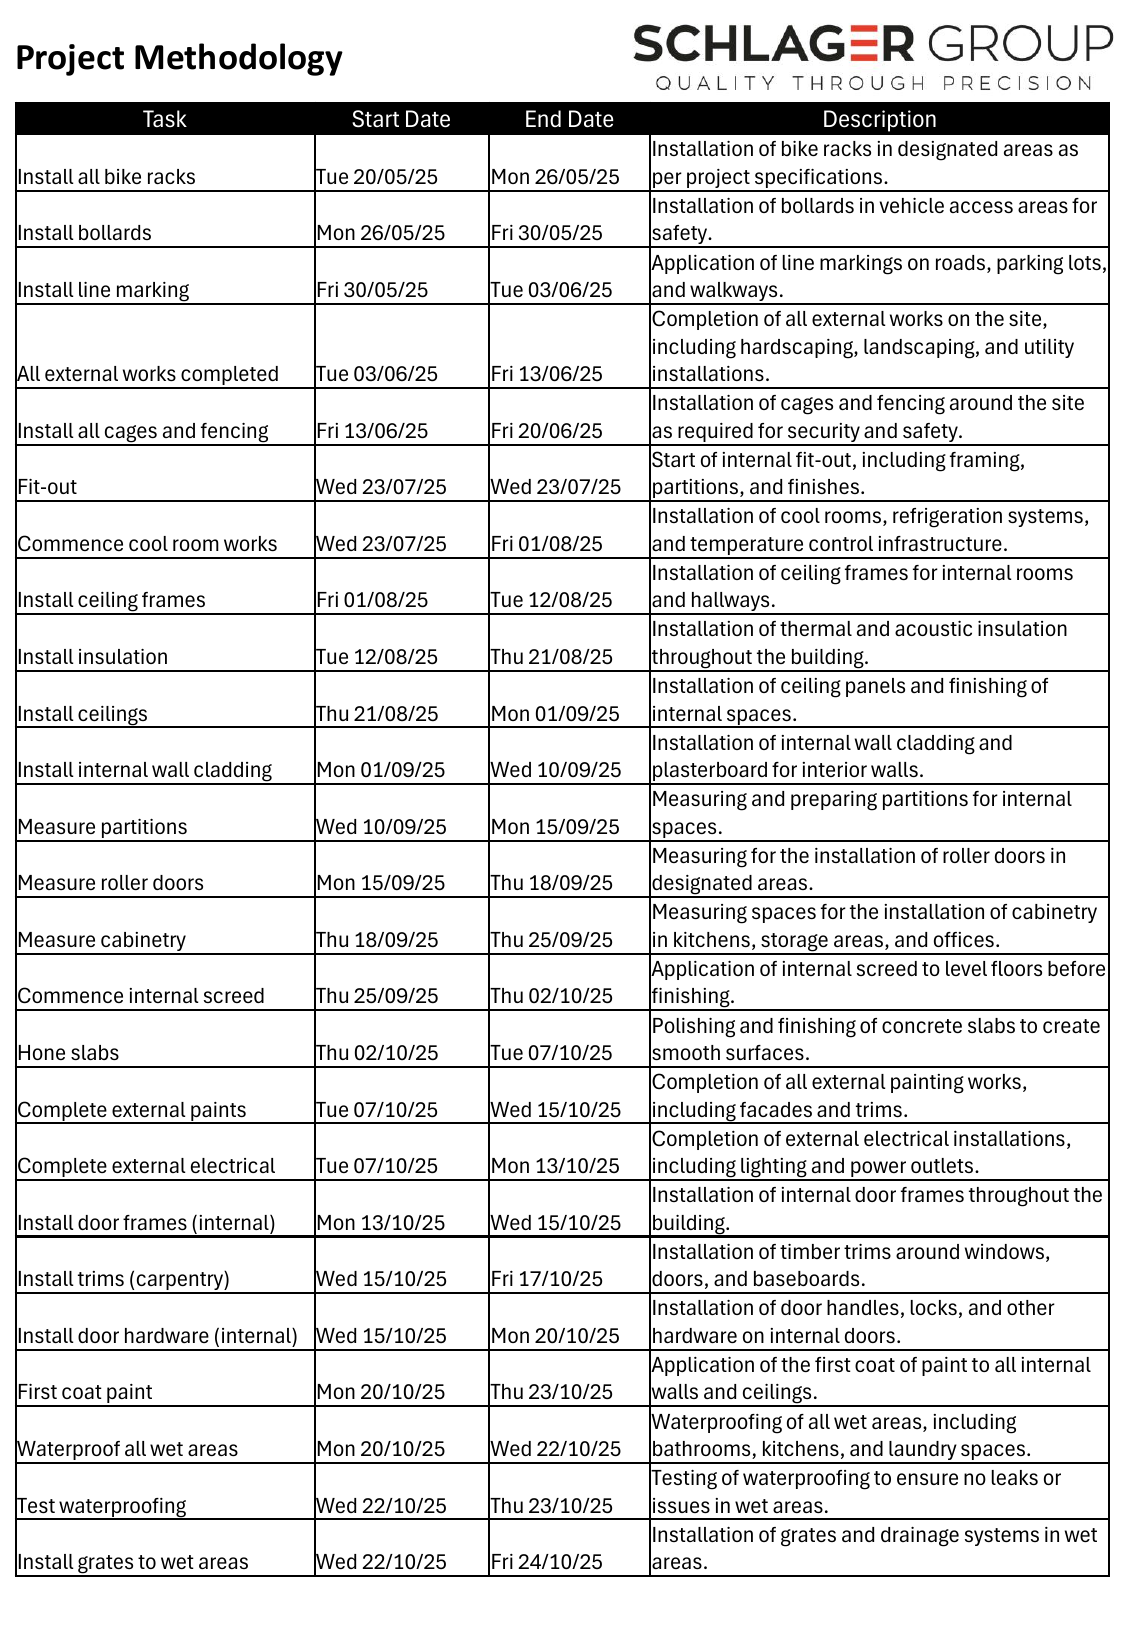 Project Methodology
SCHLAGER GROUP
QUALITY THROUGH PRECISION
Task Start Date End Date Description
Install all bike racks Tue 20/05/25 Mon 26/05/25 Installation of bike racks in designated areas as
per project specifications.
Install bollards Mon 26/05/25 Fri 30/05/25 Installation of bollards in vehicle access areas for
safety.
Install line marking Fri 30/05/25 Tue 03/06/25 Application of line markings on roads, parking lots,
and walkways.
All external works completed Tue 03/06/25 Fri 13/06/25 Completion of all external works on the site,
including hardscaping, landscaping, and utility
installations.
Install all cages and fencing Fri 13/06/25 Fri 20/06/25 Installation of cages and fencing around the site
as required for security and safety.
Fit-out Wed 23/07/25 Wed 23/07/25 Start of internal fit-out, including framing,
partitions, and finishes.
Commence cool room works Wed 23/07/25 Fri 01/08/25 Installation of cool rooms, refrigeration systems,
and temperature control infrastructure.
Install ceiling frames Fri 01/08/25 Tue 12/08/25 Installation of ceiling frames for internal rooms
and hallways.
Install insulation Tue 12/08/25 Thu 21/08/25 Installation of thermal and acoustic insulation
throughout the building.
Install ceilings Thu 21/08/25 Mon 01/09/25 Installation of ceiling panels and finishing of
internal spaces.
Install internal wall cladding Mon 01/09/25 Wed 10/09/25 Installation of internal wall cladding and
plasterboard for interior walls.
Measure partitions Wed 10/09/25 Mon 15/09/25 Measuring and preparing partitions for internal
spaces.
Measure roller doors Mon 15/09/25 Thu 18/09/25 Measuring for the installation of roller doors in
designated areas.
Measure cabinetry Thu 18/09/25 Thu 25/09/25 Measuring spaces for the installation of cabinetry
in kitchens, storage areas, and offices.
Commence internal screed Thu 25/09/25 Thu 02/10/25 Application of internal screed to level floors before
finishing.
Hone slabs Thu 02/10/25 Tue 07/10/25 Polishing and finishing of concrete slabs to create
smooth surfaces.
Complete external paints Tue 07/10/25 Wed 15/10/25 Completion of all external painting works,
including facades and trims.
Complete external electrical Tue 07/10/25 Mon 13/10/25 Completion of external electrical installations,
including lighting and power outlets.
Install door frames (internal) Mon 13/10/25 Wed 15/10/25 Installation of internal door frames throughout the
building.
Install trims (carpentry) Wed 15/10/25 Fri 17/10/25 Installation of timber trims around windows,
doors, and baseboards.
Install door hardware (internal) Wed 15/10/25 Mon 20/10/25 Installation of door handles, locks, and other
hardware on internal doors.
First coat paint Mon 20/10/25 Thu 23/10/25 Application of the first coat of paint to all internal
walls and ceilings.
Waterproof all wet areas Mon 20/10/25 Wed 22/10/25 Waterproofing of all wet areas, including
bathrooms, kitchens, and laundry spaces.
Test waterproofing Wed 22/10/25 Thu 23/10/25 Testing of waterproofing to ensure no leaks or
issues in wet areas.
Install grates to wet areas Wed 22/10/25 Fri 24/10/25 Installation of grates and drainage systems in wet
areas.